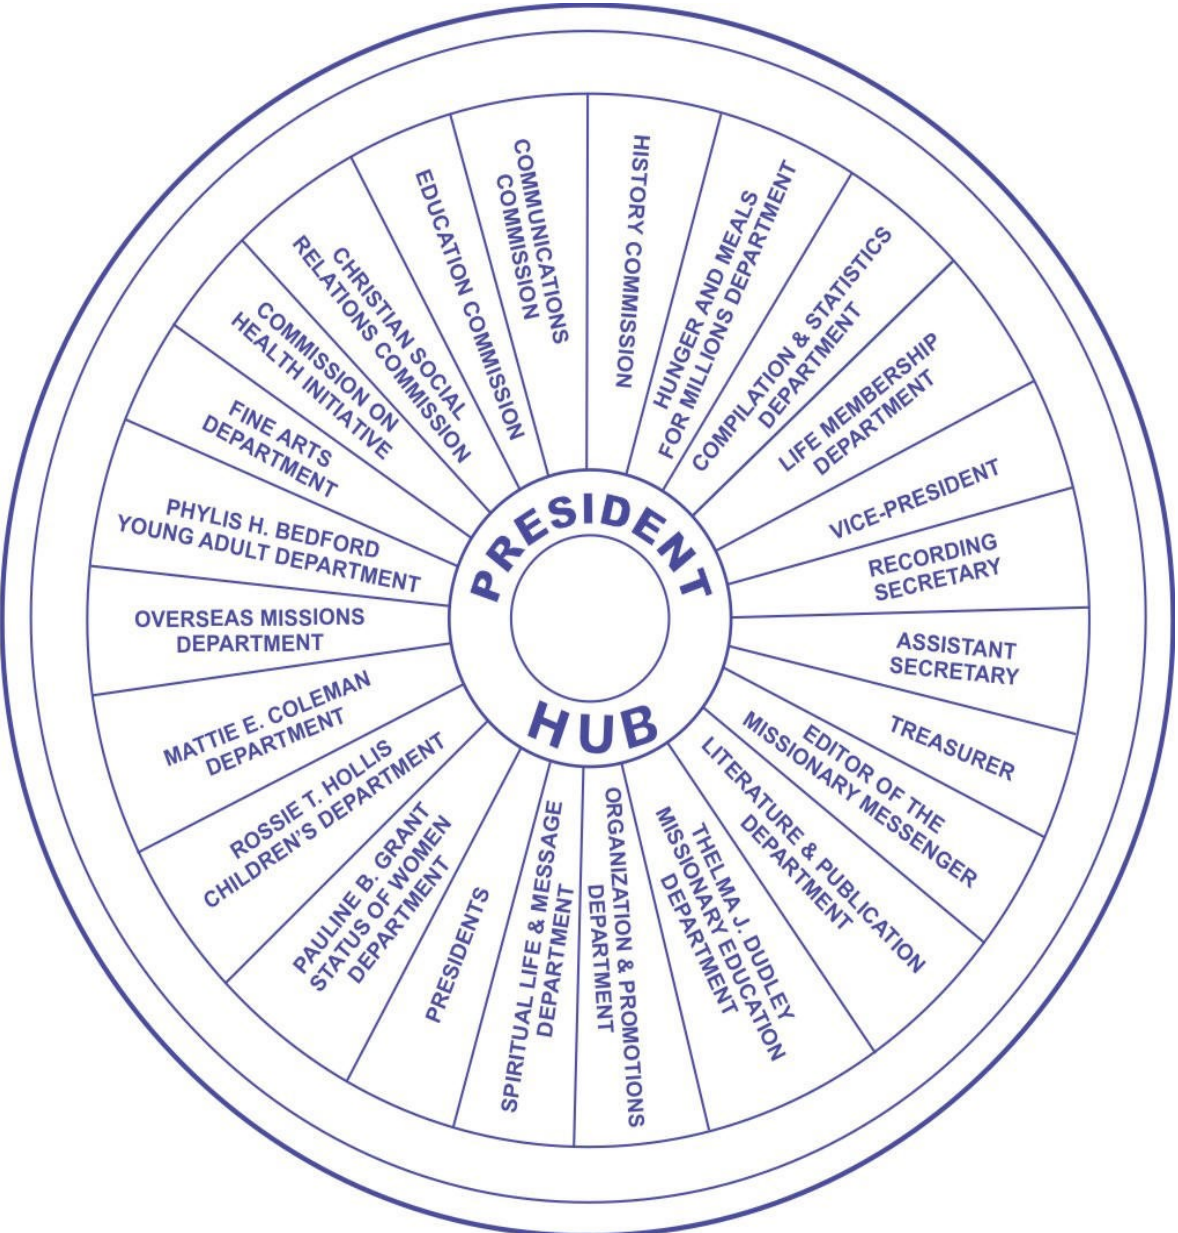 PRESIDENT
HUB
HISTORY COMMISSION
HUNGER AND MEALS
FOR MILLIONS DEPARTMENT
COMPILATION & STATISTICS
DEPARTMENT
LIFE MEMBERSHIP
DEPARTMENT
VICE-PRESIDENT
RECORDING
SECRETARY
ASSISTANT
SECRETARY
TREASURER
EDITOR OF THE
MISSIONARY MESSENGER
LITERATURE & PUBLICATION
DEPARTMENT
THELMA J. DUDLEY
MISSIONARY EDUCATION
DEPARTMENT
ORGANIZATION & PROMOTIONS
DEPARTMENT
SPIRITUAL LIFE & MESSAGE
DEPARTMENT
PRESIDENTS
PAULINE B. GRANT
STATUS OF WOMEN
DEPARTMENT
ROSSIE T. HOLLIS
CHILDREN'S DEPARTMENT
MATTIE E. COLEMAN
DEPARTMENT
OVERSEAS MISSIONS
DEPARTMENT
PHYLIS H. BEDFORD
YOUNG ADULT DEPARTMENT
FINE ARTS
DEPARTMENT
COMMISSION ON
HEALTH INITIATIVE
CHRISTIAN SOCIAL
RELATIONS COMMISSION
EDUCATION COMMISSION
COMMUNICATIONS
COMMISSION